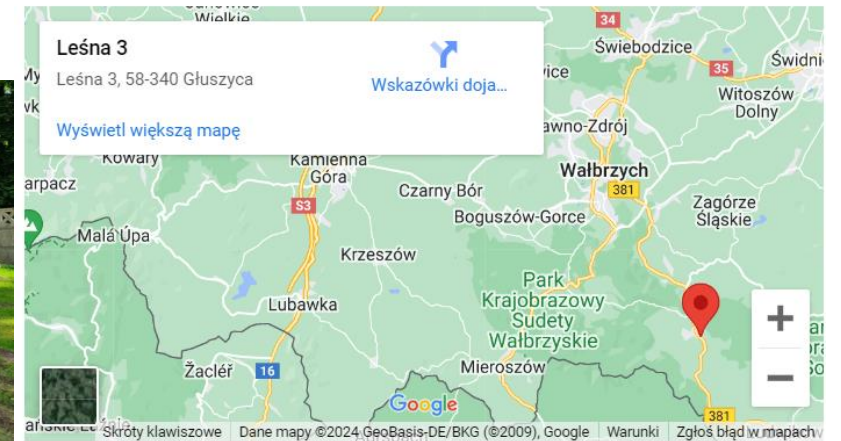 Leśna 3
Leśna 3, 58-340 Głuszyca
Wskazówki doja...
Wyświetl większą mapę
Wielkie
34
Świebodzice
35
Świdni
Witoszów
Dolny
awno-Zdrój
Kowary
Kamienna
Góra
Wałbrzych
381
arpacz
S3
Czarny Bór
Zagórze
Śląskie
Boguszów-Gorce
Malá Úpa
Krzeszów
Park
Krajobrazowy
Sudety
Wałbrzyskie
Lubawka
Žacléř
16
Mieroszów
Google
381
Skróty klawiszowe
Dane mapy ©2024 GeoBasis-DE/BKG (©2009), Google
Warunki
Zgłoś błąd w mapach